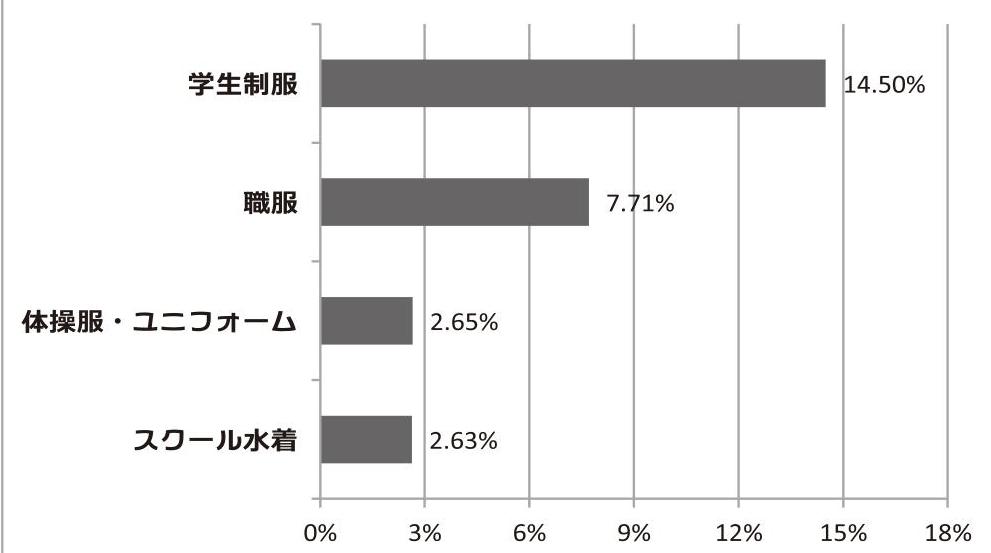 学生制服 14.50%
職服 7.71%
体操服・ユニフォーム 2.65%
スクール水着 2.63%
0% 3% 6% 9% 12% 15% 18%